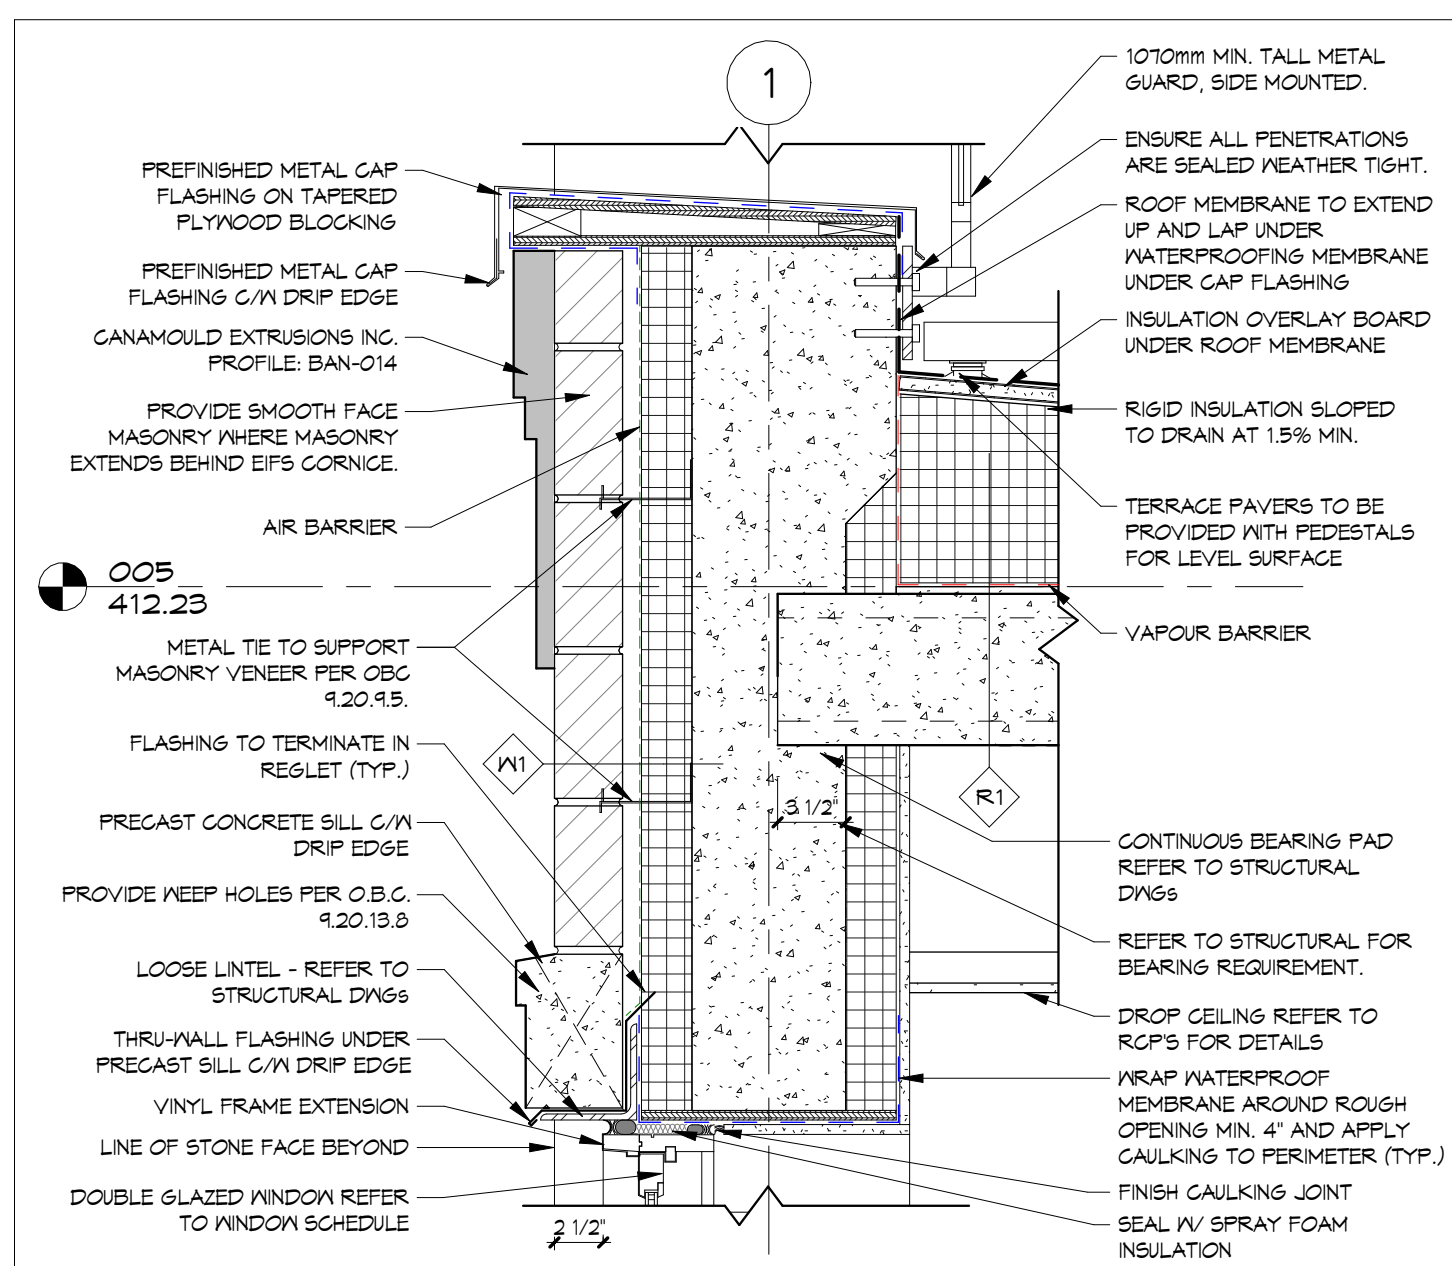 1
PREFINISHED METAL CAP
FLASHING ON TAPERED
PLYWOOD BLOCKING
PREFINISHED METAL CAP
FLASHING C/W DRIP EDGE
CANAMOULD EXTRUSIONS INC.
PROFILE: BAN-014
PROVIDE SMOOTH FACE
MASONRY WHERE MASONRY
EXTENDS BEHIND EIFS CORNICE.
AIR BARRIER
005
412.23
METAL TIE TO SUPPORT
MASONRY VENEER PER OBC
9.20.9.5.
FLASHING TO TERMINATE IN
REGLET (TYP.)
PRECAST CONCRETE SILL C/W
DRIP EDGE
PROVIDE WEEP HOLES PER O.B.C.
9.20.13.8
LOOSE LINTEL - REFER TO
STRUCTURAL DWGs
THRU-WALL FLASHING UNDER
PRECAST SILL C/W DRIP EDGE
VINYL FRAME EXTENSION
LINE OF STONE FACE BEYOND
DOUBLE GLAZED WINDOW REFER
TO WINDOW SCHEDULE
W1
3 1/2"
R1
2 1/2"
1070mm MIN. TALL METAL
GUARD, SIDE MOUNTED.
ENSURE ALL PENETRATIONS
ARE SEALED WEATHER TIGHT.
ROOF MEMBRANE TO EXTEND
UP AND LAP UNDER
WATERPROOFING MEMBRANE
UNDER CAP FLASHING
INSULATION OVERLAY BOARD
UNDER ROOF MEMBRANE
RIGID INSULATION SLOPED
TO DRAIN AT 1.5% MIN.
TERRACE PAVERS TO BE
PROVIDED WITH PEDESTALS
FOR LEVEL SURFACE
VAPOUR BARRIER
CONTINUOUS BEARING PAD
REFER TO STRUCTURAL
DWGs
REFER TO STRUCTURAL FOR
BEARING REQUIREMENT.
DROP CEILING REFER TO
RCP'S FOR DETAILS
WRAP WATERPROOF
MEMBRANE AROUND ROUGH
OPENING MIN. 4" AND APPLY
CAULKING TO PERIMETER (TYP.)
FINISH CAULKING JOINT
SEAL W/ SPRAY FOAM
INSULATION